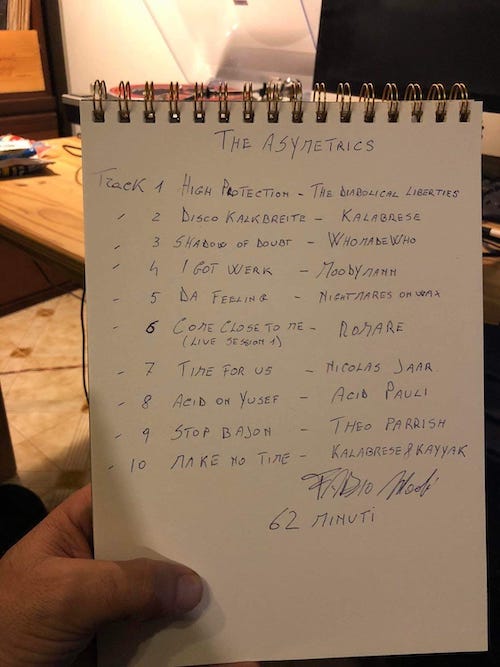 THE ASYMETRICS
TRACK 1 HIGH PROTECTION - THE DIABOLICAL LIBERTIES
" 2 DISCO KALKBREITE - KALABRESE
" 3 SHADOW OF DOUBT - WHOMADEWHO
" 4 I GOT WERK - MOODYMANN
" 5 DA FEELING - NIGHTMARES ON WAX
" 6 COME CLOSE TO ME - ROMARE
(LIVE SESSION 1)
" 7 TIME FOR US - NICOLAS JAAR
" 8 ACID ON YUSEF - ACID PAULI
" 9 STOP BAJON - THEO PARRISH
" 10 MAKE NO TIME - KALABRESE & KAYYAK
FABIO
62 MINUTI